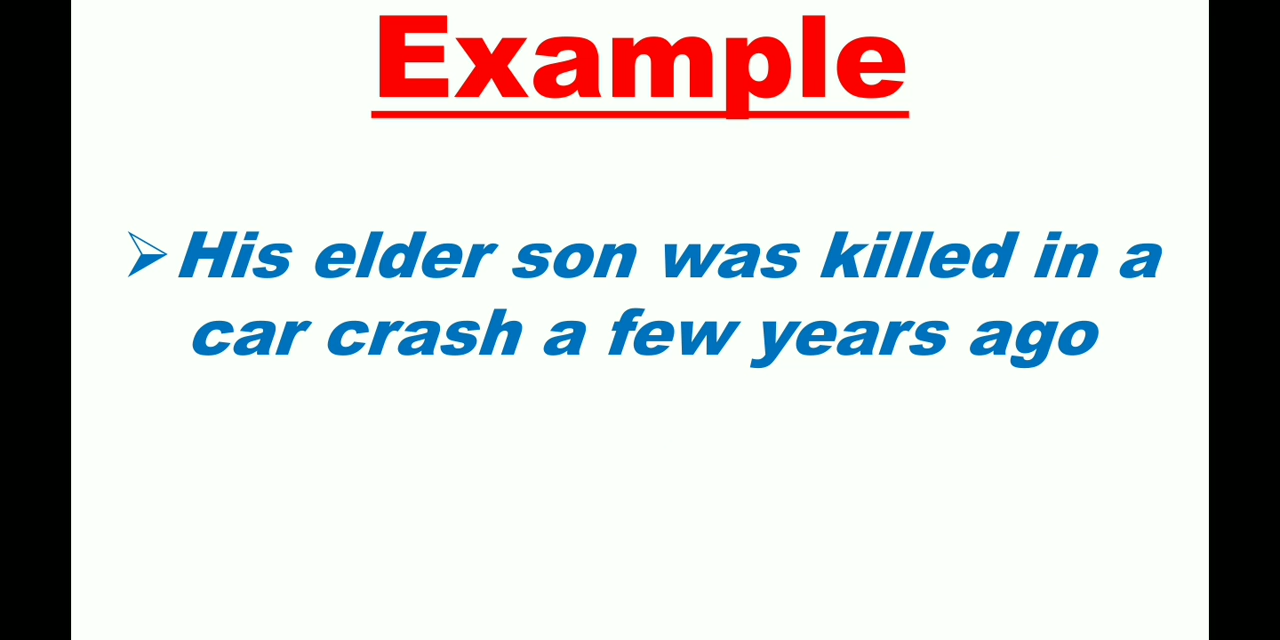 Example
➢His elder son was killed in a
car crash a few years ago